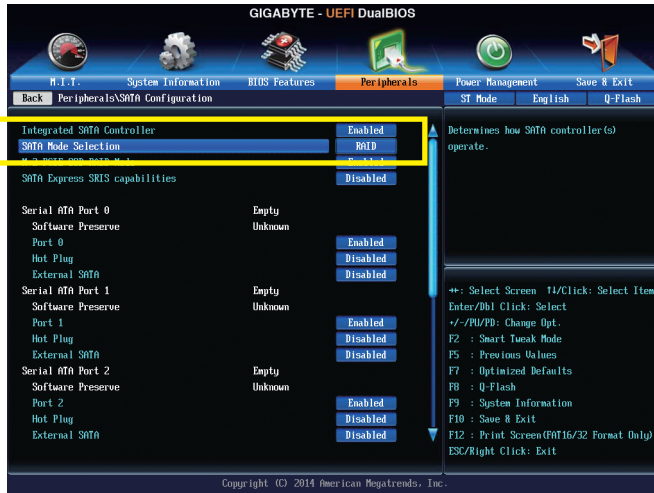 GIGABYTE - UEFI DualBIOS
M.I.T. System Information BIOS Features Peripherals Power Management Save & Exit
Back Peripherals\SATA Configuration ST Mode English Q-Flash
Integrated SATA Controller Enabled
SATA Mode Selection RAID
M.2 PCIE SSD RAID Mode Enabled
SATA Express SRIS capabilities Disabled
Serial ATA Port 0 Empty
Software Preserve Unknown
Port 0 Enabled
Hot Plug Disabled
External SATA Disabled
Serial ATA Port 1 Empty
Software Preserve Unknown
Port 1 Enabled
Hot Plug Disabled
External SATA Disabled
Serial ATA Port 2 Empty
Software Preserve Unknown
Port 2 Enabled
Hot Plug Disabled
External SATA Disabled
Determines how SATA controller(s)
operate.
↔: Select Screen ↑↓/Click: Select Item
Enter/Dbl Click: Select
+/-/PU/PD: Change Opt.
F2 : Smart Tweak Mode
F5 : Previous Values
F7 : Optimized Defaults
F8 : Q-Flash
F9 : System Information
F10 : Save & Exit
F12 : Print Screen(FAT16/32 Format Only)
ESC/Right Click: Exit
Copyright (C) 2014 American Megatrends, Inc.